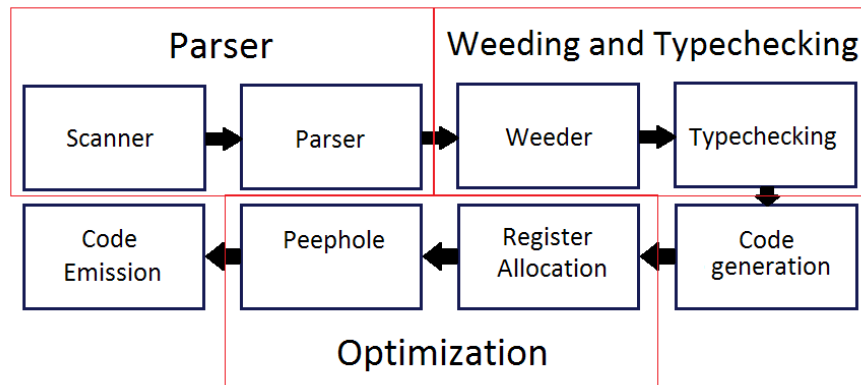 Parser
Weeding and Typechecking
Scanner
Parser
Weeder
Typechecking
Code
Emission
Peephole
Register
Allocation
Code
generation
Optimization